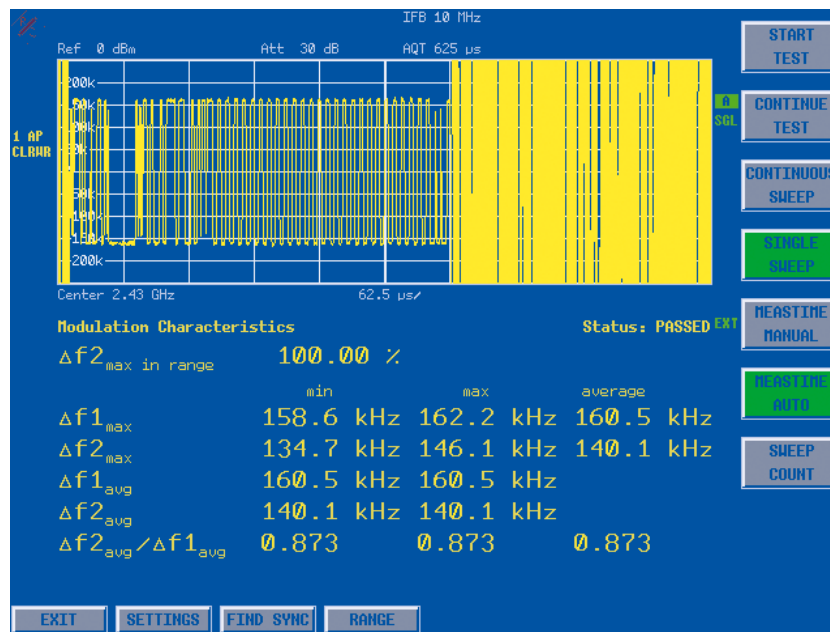 IFB 10 MHz
Ref 0 dBm Att 30 dB AQT 625 µs
200k
A
SGL
1 AP
CLRWR
-200k
Center 2.43 GHz 62.5 µs/
Modulation Characteristics Status: PASSED EXT
Δf2max in range 100.00 %
min max average
Δf1max 158.6 kHz 162.2 kHz 160.5 kHz
Δf2max 134.7 kHz 146.1 kHz 140.1 kHz
Δf1avg 160.5 kHz 160.5 kHz
Δf2avg 140.1 kHz 140.1 kHz
Δf2avg/Δf1avg 0.873 0.873 0.873
START
TEST
CONTINUE
TEST
CONTINUOUS
SWEEP
SINGLE
SWEEP
MEASTIME
MANUAL
MEASTIME
AUTO
SWEEP
COUNT
EXIT SETTINGS FIND SYNC RANGE